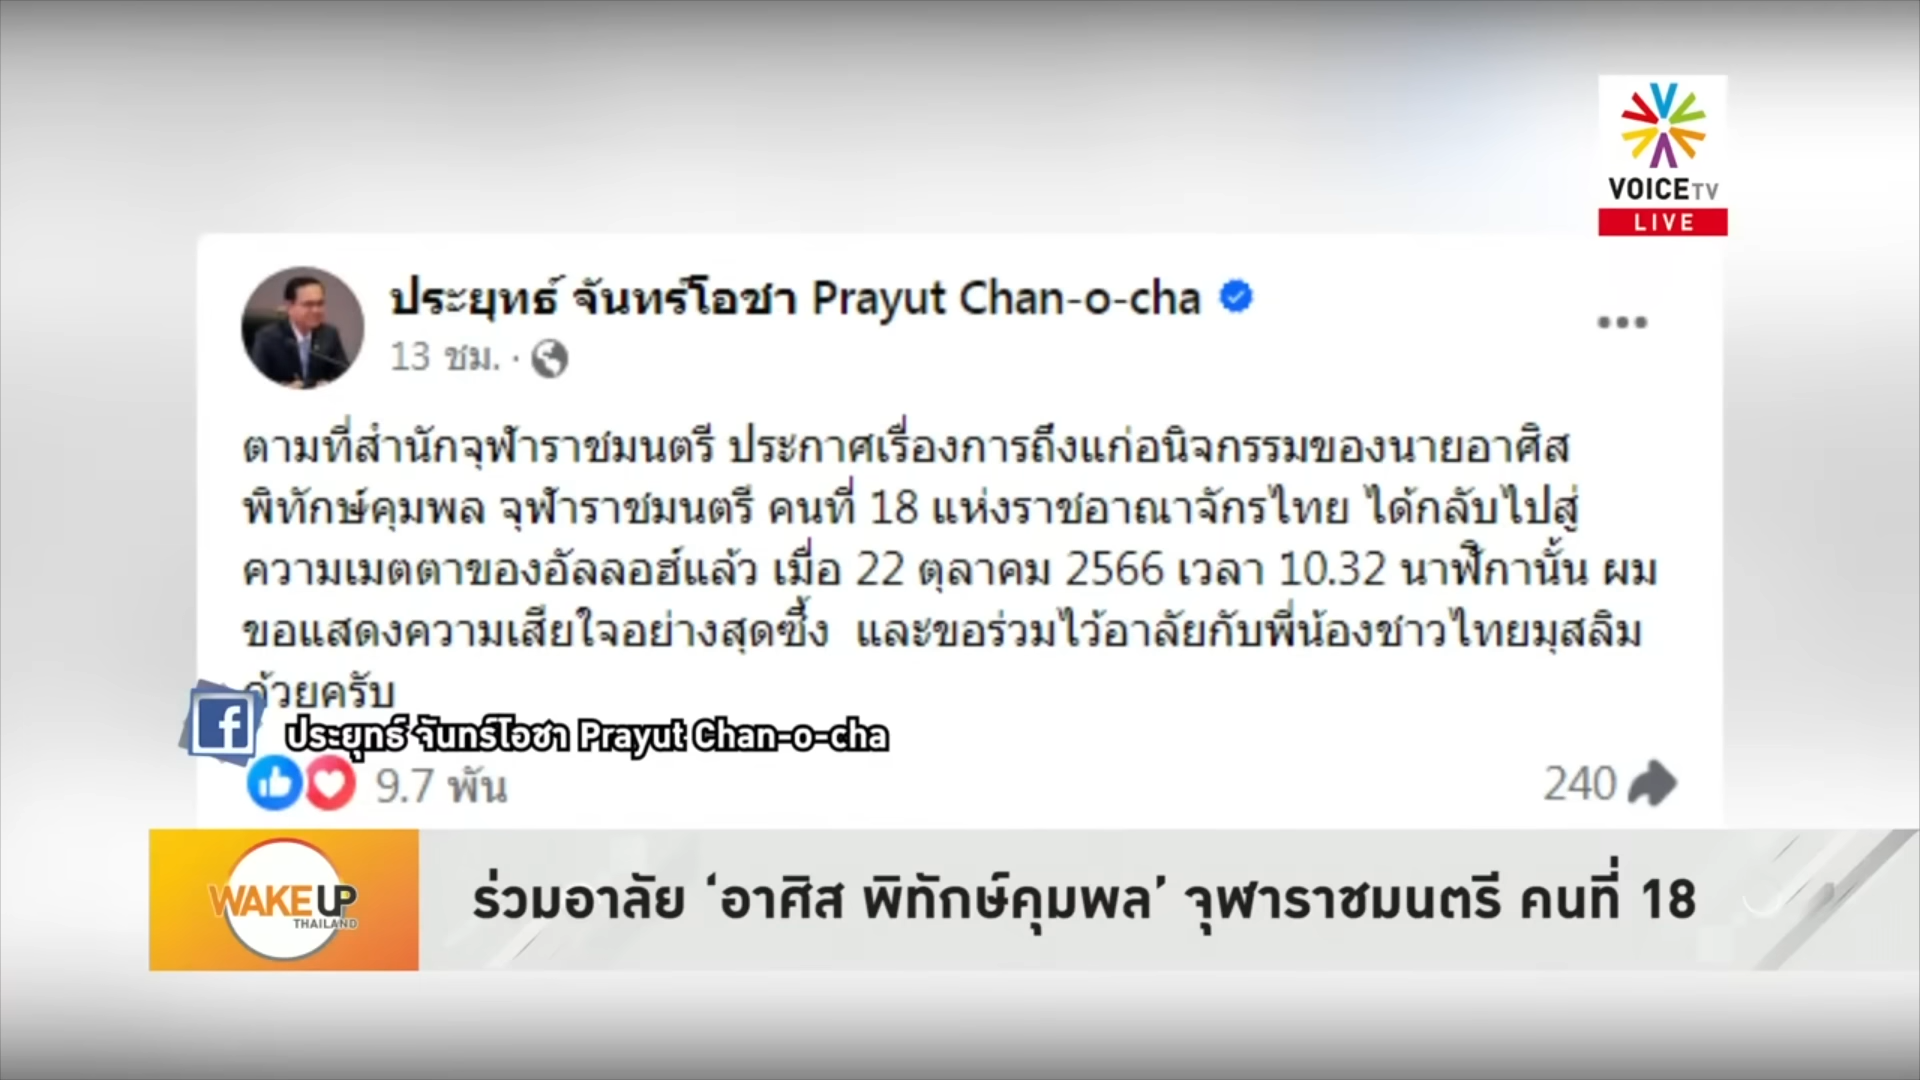 VOICE TV
LIVE
ประยุทธ์ จันทร์โอชา Prayut Chan-o-cha
13 ชม. ·
ตามที่สำนักจุฬาราชมนตรี ประกาศเรื่องการถึงแก่อนิจกรรมของนายอาศิส
พิทักษ์คุมพล จุฬาราชมนตรี คนที่ 18 แห่งราชอาณาจักรไทย ได้กลับไปสู่
ความเมตตาของอัลลอฮ์แล้ว เมื่อ 22 ตุลาคม 2566 เวลา 10.32 นาฬิกานั้น ผม
ขอแสดงความเสียใจอย่างสุดซึ้ง และขอร่วมไว้อาลัยกับพี่น้องชาวไทยมุสลิม
ด้วยครับ
f ประยุทธ์ จันทร์โอชา Prayut Chan-o-cha
9.7 พัน 240
WAKE UP
THAILAND
ร่วมอาลัย ‘อาศิส พิทักษ์คุมพล’ จุฬาราชมนตรี คนที่ 18